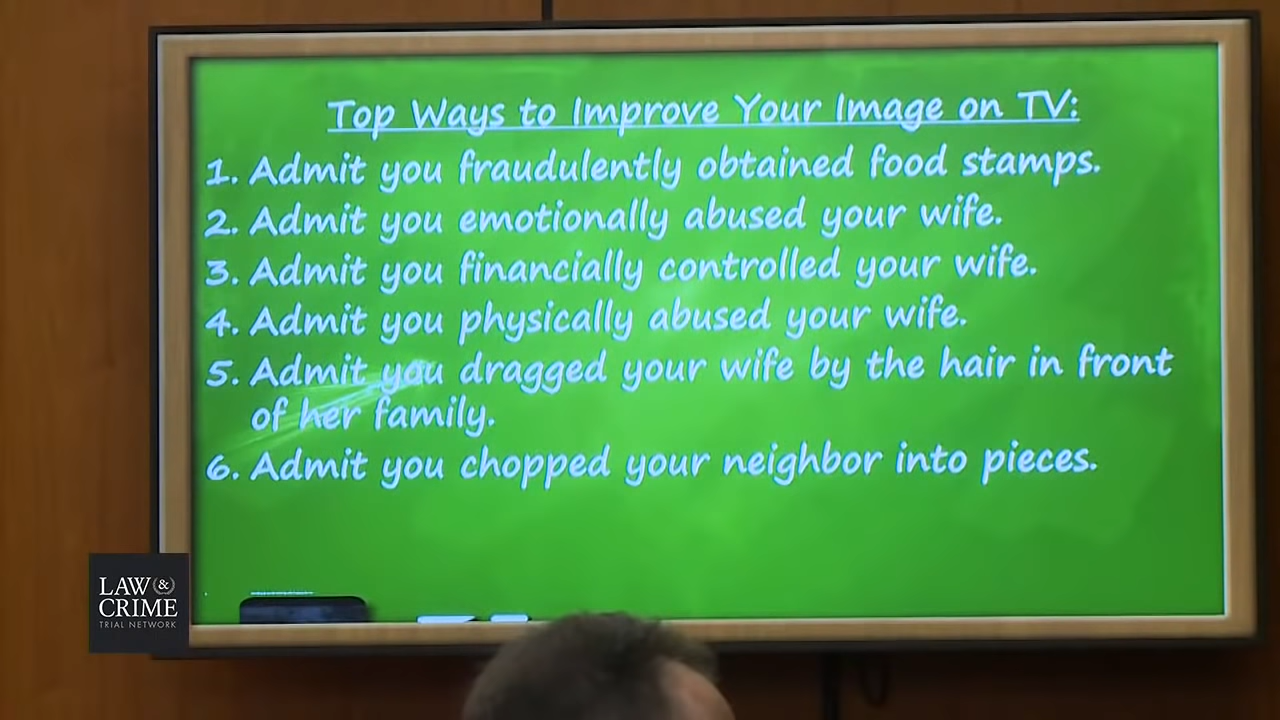 Top Ways to Improve Your Image on TV:
1. Admit you fraudulently obtained food stamps.
2. Admit you emotionally abused your wife.
3. Admit you financially controlled your wife.
4. Admit you physically abused your wife.
5. Admit you dragged your wife by the hair in front
of her family.
6. Admit you chopped your neighbor into pieces.
LAW &
CRIME
TRIAL NETWORK